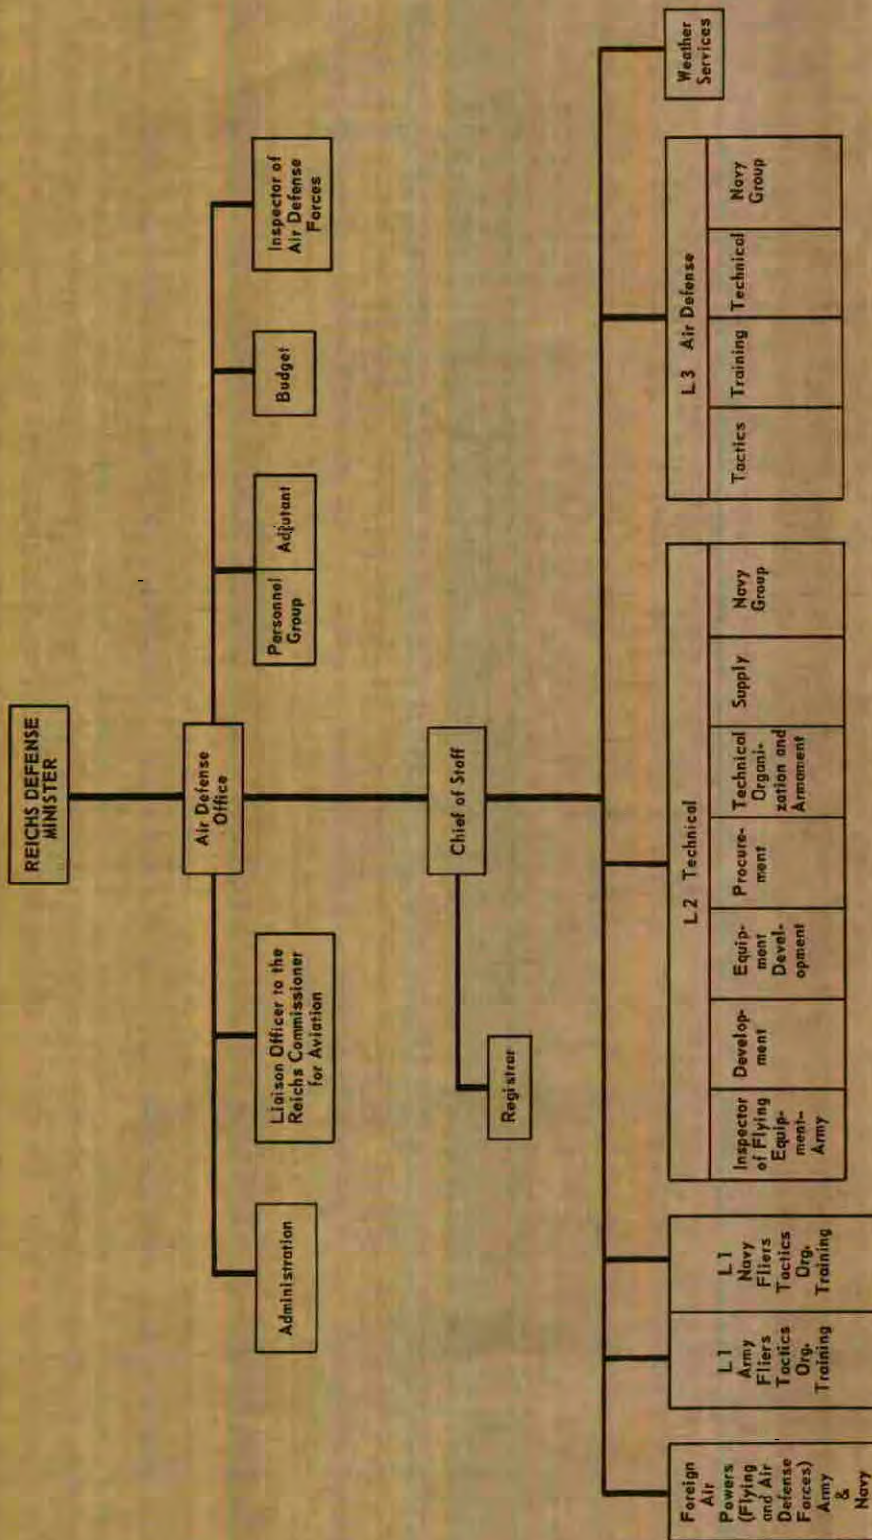 REICHS DEFENSE
MINISTER
Air Defense
Office
Administration
Liaison Officer to the
Reichs Commissioner
for Aviation
Personnel
Group
Adjutant
Budget
Inspector of
Air Defense
Forces
Chief of Staff
Registrar
Foreign
Air
Powers
(Flying
and Air
Defense
Forces)
Army
&
Navy
L1
Army
Fliers
Tactics
Org.
Training
L1
Navy
Fliers
Tactics
Org.
Training
L2 Technical
Inspector
of Flying
Equip-
ment–
Army
Develop-
ment
Equip-
ment
Devel-
opment
Procure-
ment
Technical
Organi-
zation and
Armament
Supply
Navy
Group
L3 Air Defense
Tactics
Training
Technical
Navy
Group
Weather
Services